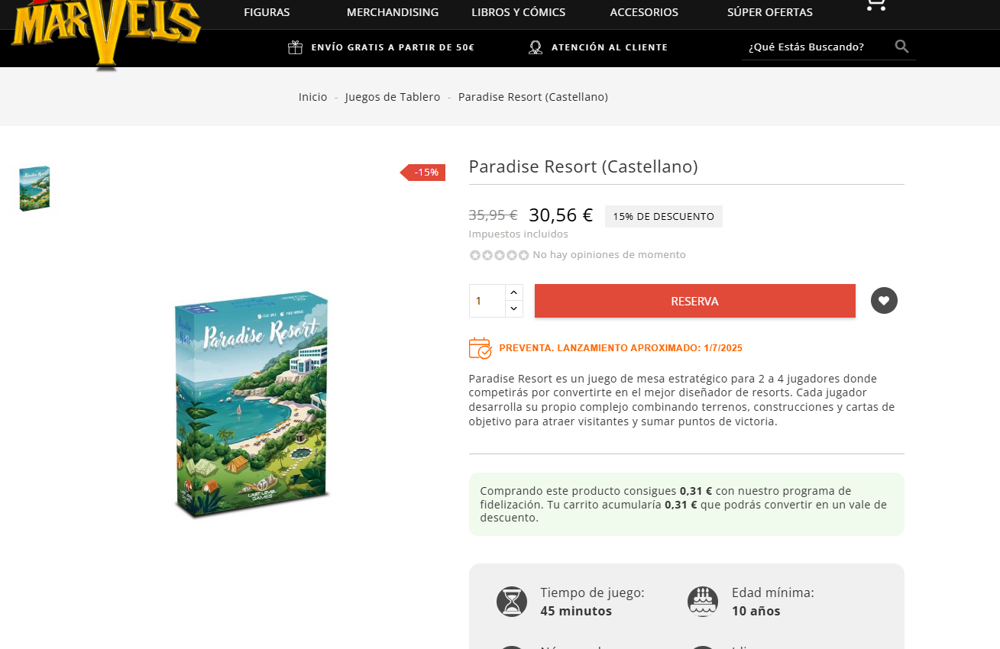 MARVELS
FIGURAS MERCHANDISING LIBROS Y CÓMICS ACCESORIOS SÚPER OFERTAS
ENVÍO GRATIS A PARTIR DE 50€ ATENCIÓN AL CLIENTE ¿Qué Estás Buscando?
Inicio - Juegos de Tablero - Paradise Resort (Castellano)
-15%
Paradise Resort (Castellano)
35,95 € 30,56 € 15% DE DESCUENTO
Impuestos incluidos
No hay opiniones de momento
1 RESERVA
PREVENTA. LANZAMIENTO APROXIMADO: 1/7/2025
Paradise Resort es un juego de mesa estratégico para 2 a 4 jugadores donde
competirás por convertirte en el mejor diseñador de resorts. Cada jugador
desarrolla su propio complejo combinando terrenos, construcciones y cartas de
objetivo para atraer visitantes y sumar puntos de victoria.
Paradise Resort
LAST LEVEL
GAMES
Comprando este producto consigues 0,31 € con nuestro programa de
fidelización. Tu carrito acumularía 0,31 € que podrás convertir en un vale de
descuento.
Tiempo de juego: Edad mínima:
45 minutos 10 años